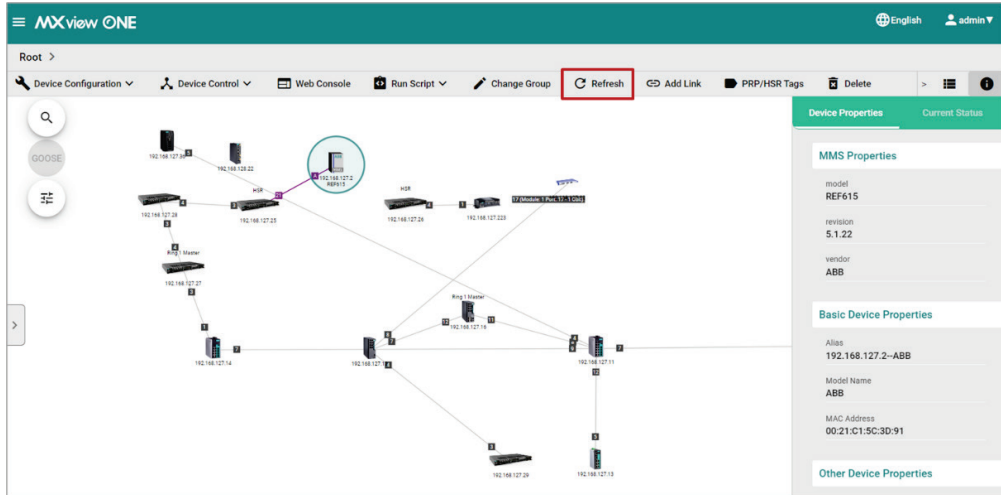 MXview ONE
English
admin
Root >
Device Configuration
Device Control
Web Console
Run Script
Change Group
Refresh
Add Link
PRP/HSR Tags
Delete
>
GOOSE
Device Properties
Current Status
MMS Properties
model
REF615
revision
5.1.22
vendor
ABB
Basic Device Properties
Alias
192.168.127.2--ABB
Model Name
ABB
MAC Address
00:21:C1:5C:3D:91
Other Device Properties
192.168.128.22
192.168.127.2
REF615
HSR
192.168.127.28
192.168.127.25
HSR
192.168.127.26
192.168.127.225
Ring 1 Master
192.168.127.27
Ring 1 Master
192.168.127.16
192.168.127.14
192.168.127.11
192.168.127.29
192.168.127.13